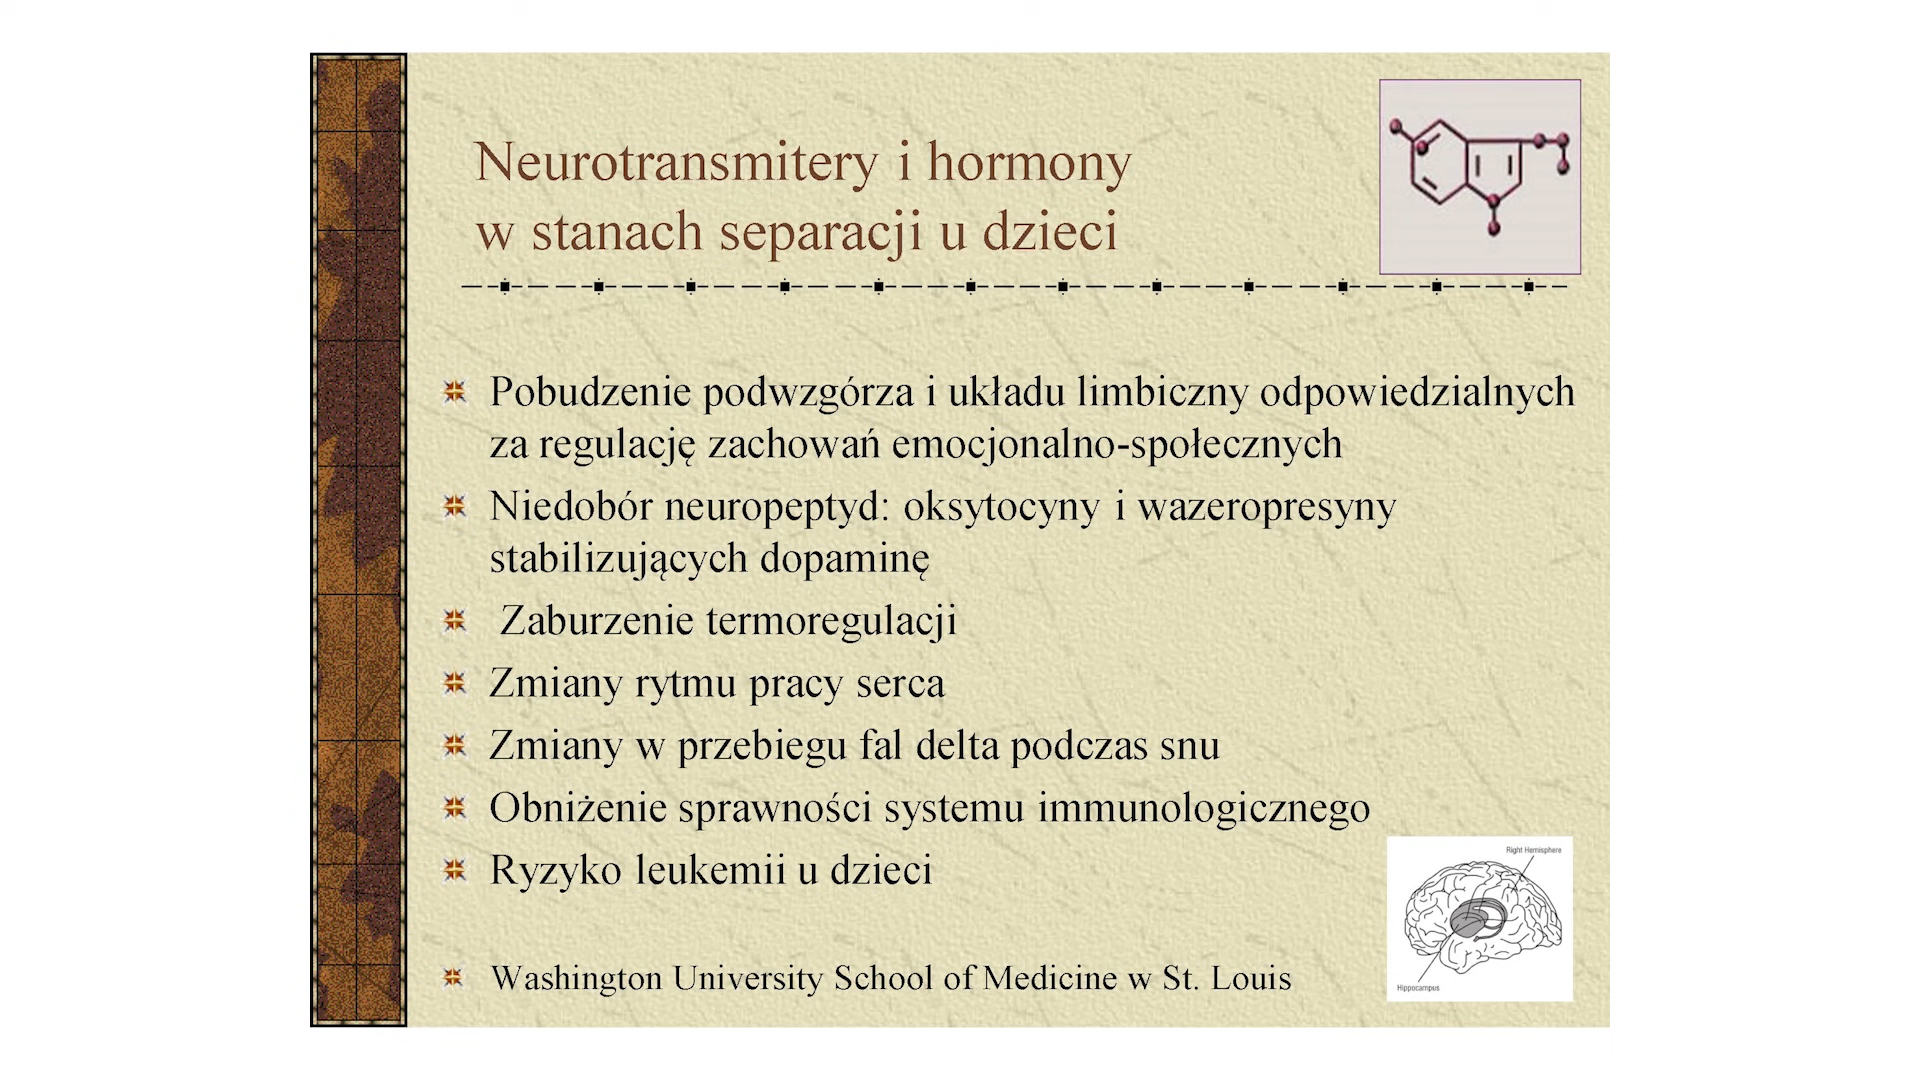 Neurotransmitery i hormony
w stanach separacji u dzieci
Pobudzenie podwzgórza i układu limbiczny odpowiedzialnych
za regulację zachowań emocjonalno-społecznych
Niedobór neuropeptyd: oksytocyny i wazeropresyny
stabilizujących dopaminę
Zaburzenie termoregulacji
Zmiany rytmu pracy serca
Zmiany w przebiegu fal delta podczas snu
Obniżenie sprawności systemu immunologicznego
Ryzyko leukemii u dzieci
Right Hemisphere
Hippocampus
Washington University School of Medicine w St. Louis